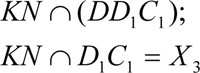 KN ∩ (DD₁C₁);
KN ∩ D₁C₁ = X₃